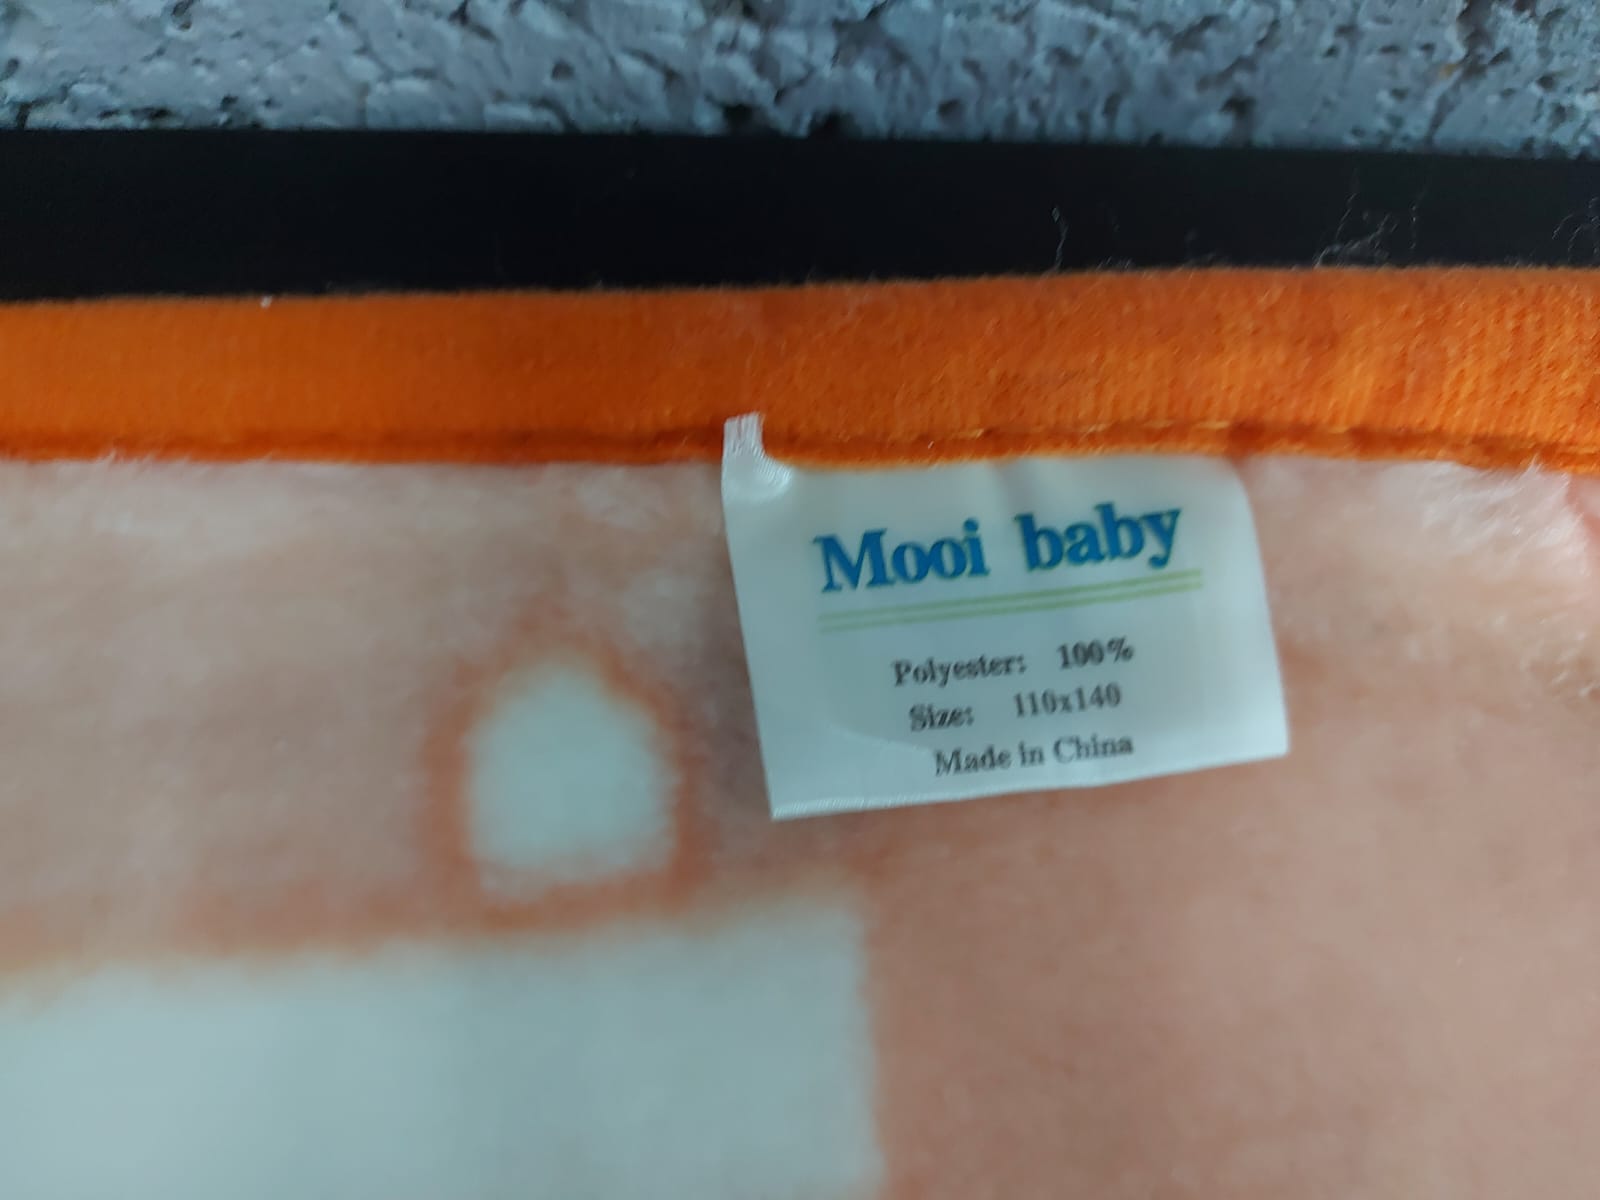 Mooi baby
Polyester: 100%
Size: 110x140
Made in China